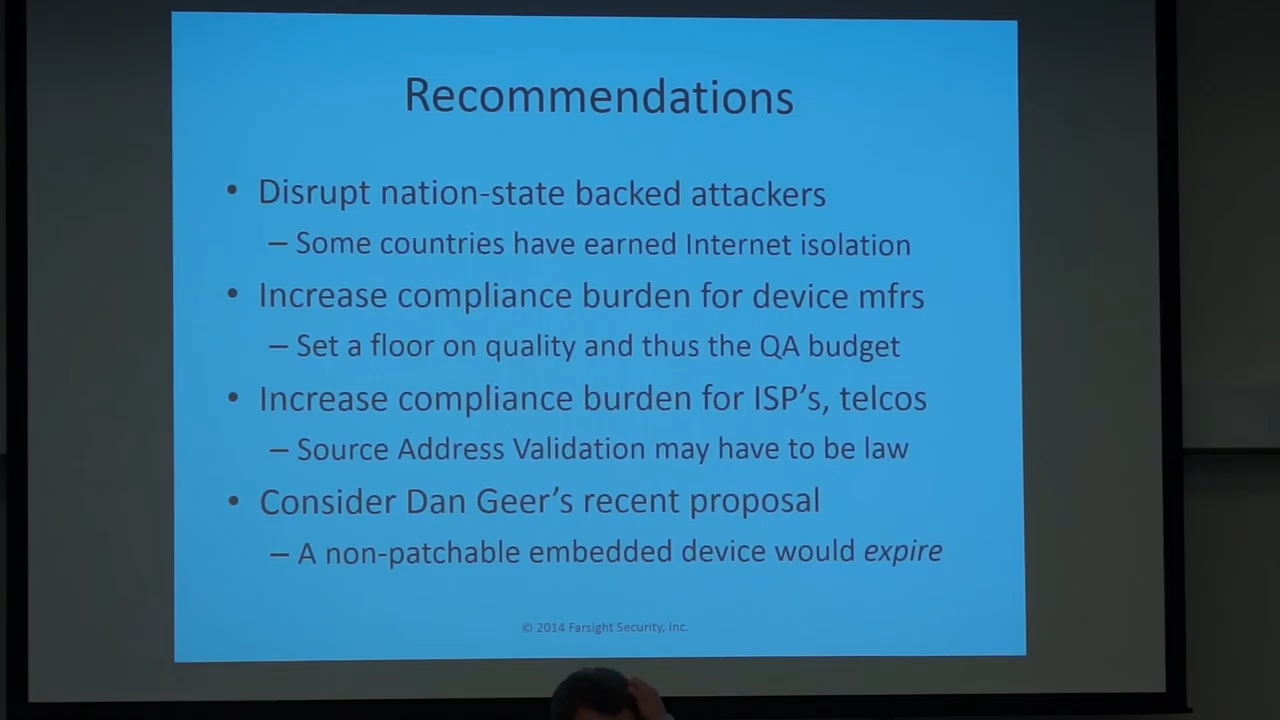 Recommendations
• Disrupt nation-state backed attackers
– Some countries have earned Internet isolation
• Increase compliance burden for device mfrs
– Set a floor on quality and thus the QA budget
• Increase compliance burden for ISP's, telcos
– Source Address Validation may have to be law
• Consider Dan Geer's recent proposal
– A non-patchable embedded device would expire
© 2014 Farsight Security, Inc.